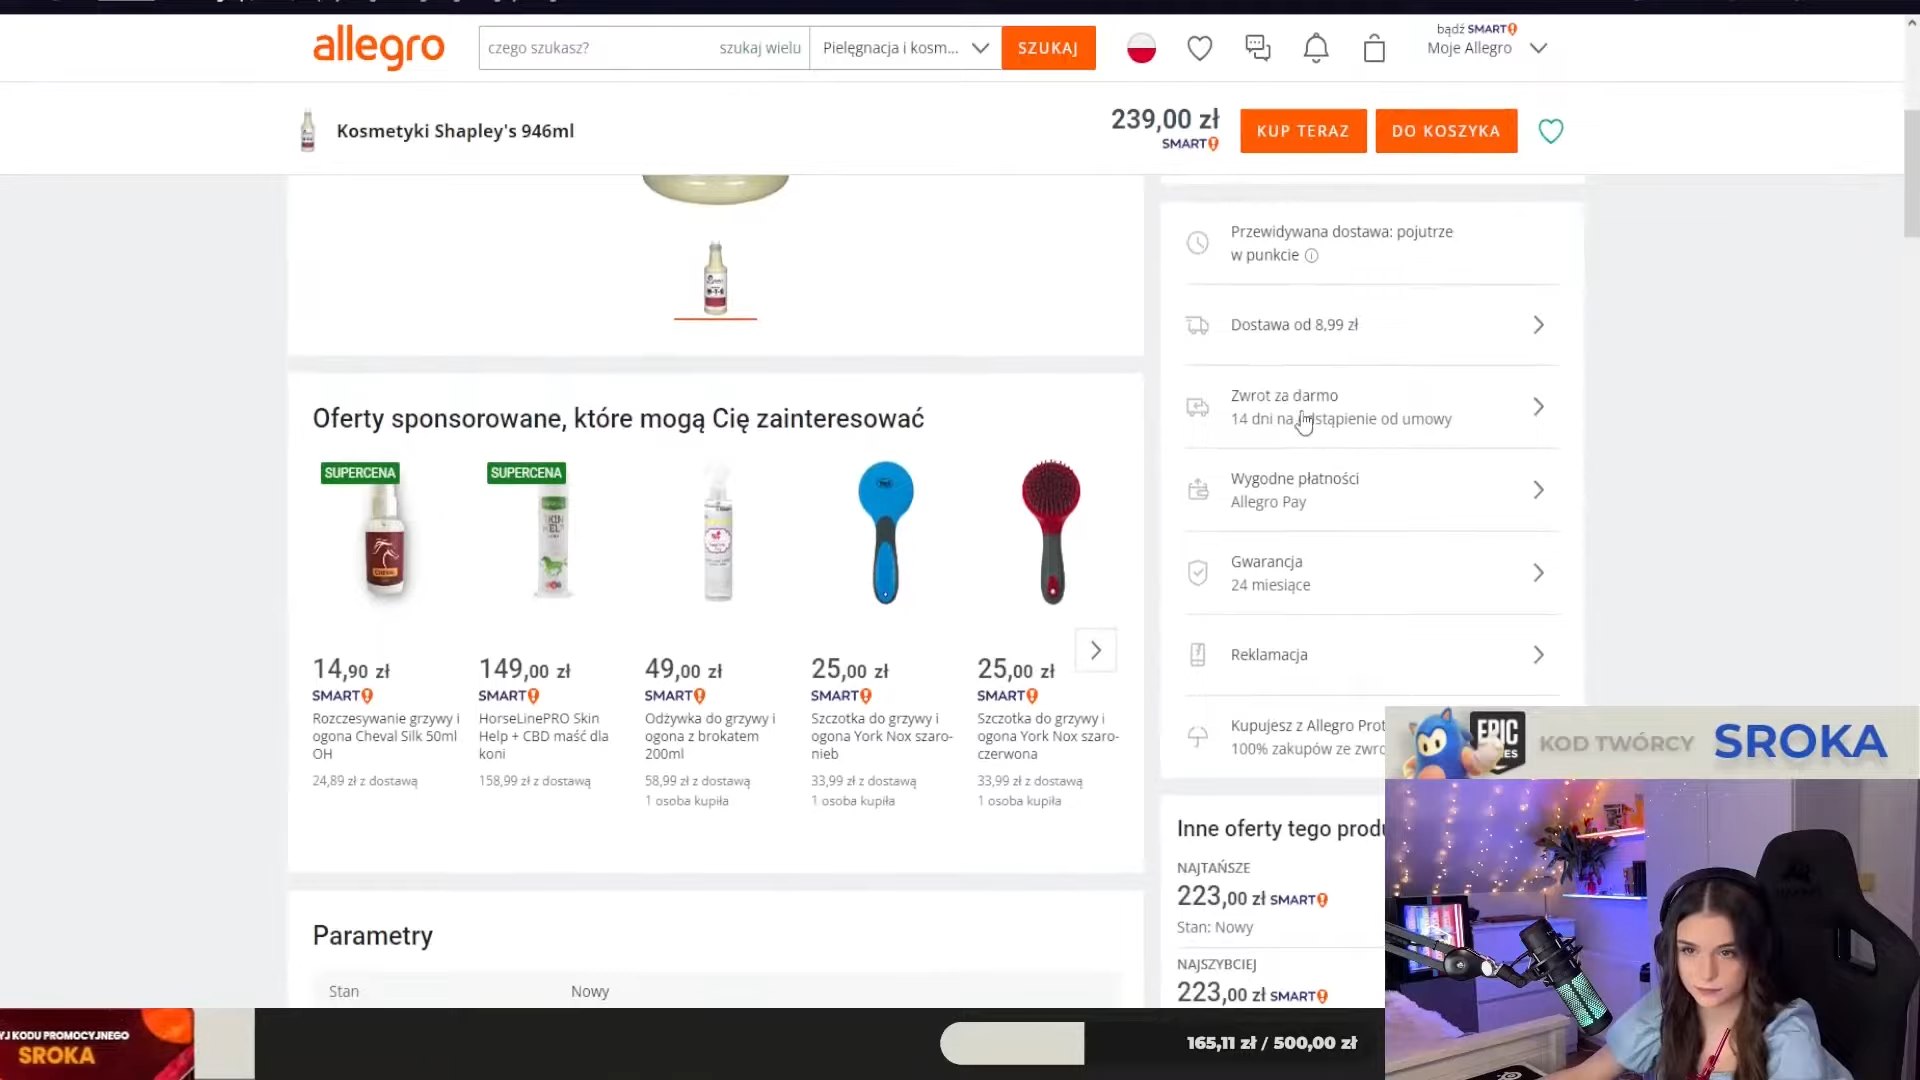 allegro
czego szukasz?
szukaj wielu
Pielęgnacja i kosm...
SZUKAJ
bądź SMART!
Moje Allegro
Kosmetyki Shapley's 946ml
239,00 zł
SMART!
KUP TERAZ
DO KOSZYKA
Przewidywana dostawa: pojutrze
w punkcie
Dostawa od 8,99 zł
Zwrot za darmo
14 dni na odstąpienie od umowy
Wygodne płatności
Allegro Pay
Gwarancja
24 miesiące
Reklamacja
Kupujesz z Allegro Prot
100% zakupów ze zwro
Oferty sponsorowane, które mogą Cię zainteresować
SUPERCENA
SUPERCENA
14,90 zł
SMART!
Rozczesywanie grzywy i
ogona Cheval Silk 50ml
OH
24,89 zł z dostawą
149,00 zł
SMART!
HorseLinePRO Skin
Help + CBD maść dla
koni
158,99 zł z dostawą
49,00 zł
SMART!
Odżywka do grzywy i
ogona z brokatem
200ml
58,99 zł z dostawą
1 osoba kupiła
25,00 zł
SMART!
Szczotka do grzywy i
ogona York Nox szaro-
nieb
33,99 zł z dostawą
1 osoba kupiła
25,00 zł
SMART!
Szczotka do grzywy i
ogona York Nox szaro-
czerwona
33,99 zł z dostawą
1 osoba kupiła
Parametry
Stan
Nowy
Inne oferty tego produ
NAJTAŃSZE
223,00 zł SMART!
Stan: Nowy
NAJSZYBCIEJ
223,00 zł SMART!
EPIC
ES
KOD TWÓRCY SROKA
YJ KODU PROMOCYJNEGO
SROKA
165,11 zł / 500,00 zł